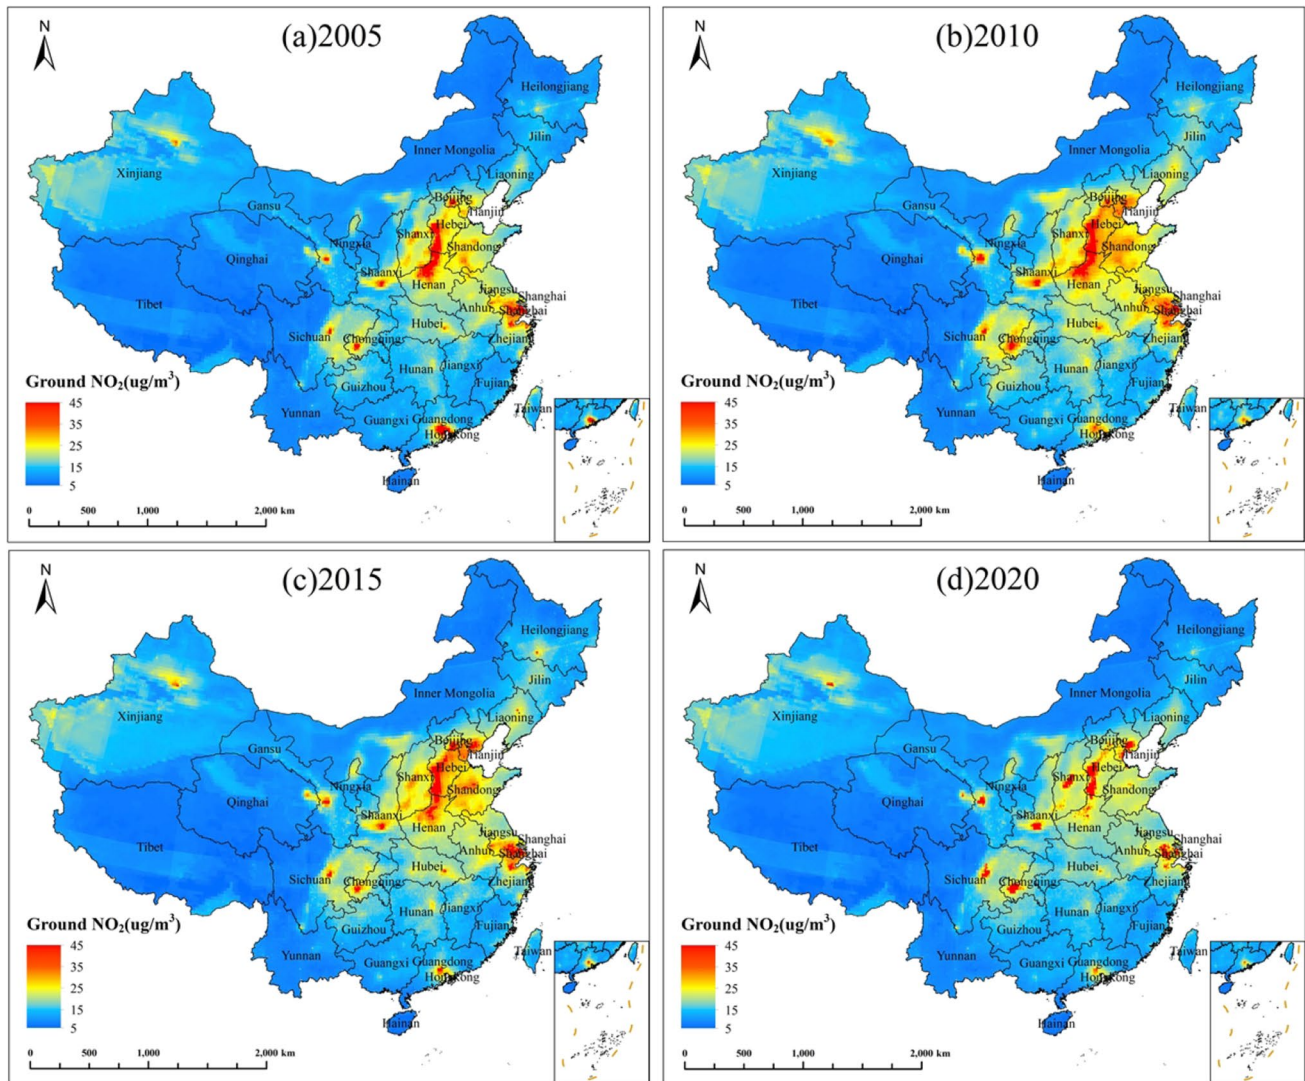 N
(a)2005
Heilongjiang
Jilin
Inner Mongolia
Liaoning
Xinjiang
Beijing
Gansu
Tianjin
Hebei
Ningxia
Shanxi
Shandong
Qinghai
Shaanxi
Henan
Jiangsu
Shanghai
Tibet
Anhui
Shanghai
Hubei
Sichuan
Chongqing
Zhejiang
Hunan
Jiangxi
Guizhou
Fujian
Ground NO2(ug/m3)
45
Yunnan
Guangxi
Guangdong
Taiwan
35
Hongkong
25
15
5
Hainan
0
500
1,000
2,000 km
N
(b)2010
Heilongjiang
Jilin
Inner Mongolia
Liaoning
Xinjiang
Beijing
Gansu
Tianjin
Hebei
Ningxia
Shanxi
Shandong
Qinghai
Shaanxi
Henan
Jiangsu
Shanghai
Tibet
Anhui
Shanghai
Hubei
Sichuan
Chongqing
Zhejiang
Hunan
Jiangxi
Guizhou
Fujian
Ground NO2(ug/m3)
45
Yunnan
Guangxi
Guangdong
Taiwan
35
Hongkong
25
15
5
Hainan
0
500
1,000
2,000 km
N
(c)2015
Heilongjiang
Jilin
Inner Mongolia
Liaoning
Xinjiang
Beijing
Gansu
Tianjin
Hebei
Ningxia
Shanxi
Shandong
Qinghai
Shaanxi
Henan
Jiangsu
Shanghai
Tibet
Anhui
Shanghai
Hubei
Sichuan
Chongqing
Zhejiang
Hunan
Jiangxi
Guizhou
Fujian
Ground NO2(ug/m3)
45
Yunnan
Guangxi
Guangdong
Taiwan
35
Hongkong
25
15
5
Hainan
0
500
1,000
2,000 km
N
(d)2020
Heilongjiang
Jilin
Inner Mongolia
Liaoning
Xinjiang
Beijing
Gansu
Tianjin
Hebei
Ningxia
Shanxi
Shandong
Qinghai
Shaanxi
Henan
Jiangsu
Shanghai
Tibet
Anhui
Shanghai
Hubei
Sichuan
Chongqing
Zhejiang
Hunan
Jiangxi
Guizhou
Fujian
Ground NO2(ug/m3)
45
Yunnan
Guangxi
Guangdong
Taiwan
35
Hongkong
25
15
5
Hainan
0
500
1,000
2,000 km